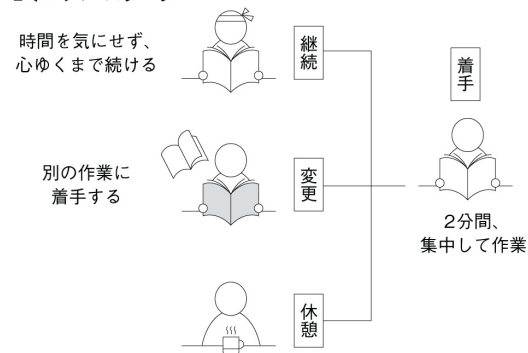 着手
2分間、
集中して作業
継続
時間を気にせず、
心ゆくまで続ける
変更
別の作業に
着手する
休憩